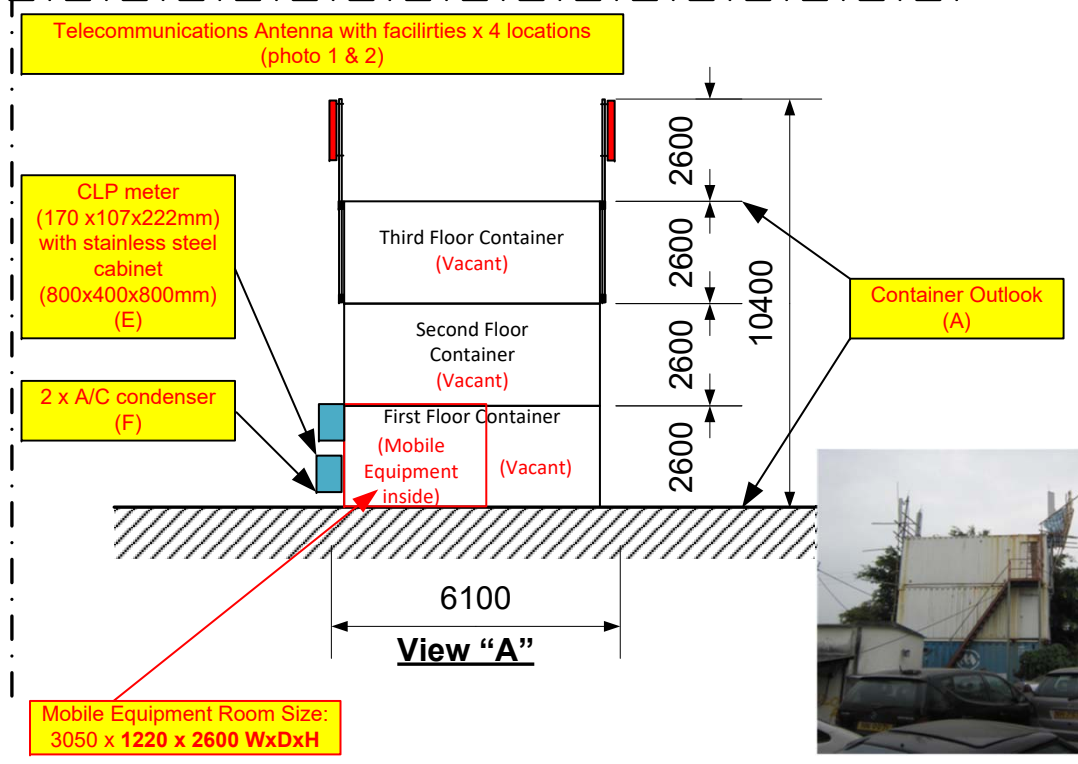 Telecommunications Antenna with facilirties x 4 locations
(photo 1 & 2)
CLP meter
(170 x107x222mm)
with stainless steel
cabinet
(800x400x800mm)
(E)
2 x A/C condenser
(F)
Third Floor Container
(Vacant)
Second Floor
Container
(Vacant)
First Floor Container
(Mobile
Equipment
inside)
(Vacant)
2600
2600
2600
2600
10400
Container Outlook
(A)
6100
View “A”
Mobile Equipment Room Size:
3050 x 1220 x 2600 WxDxH